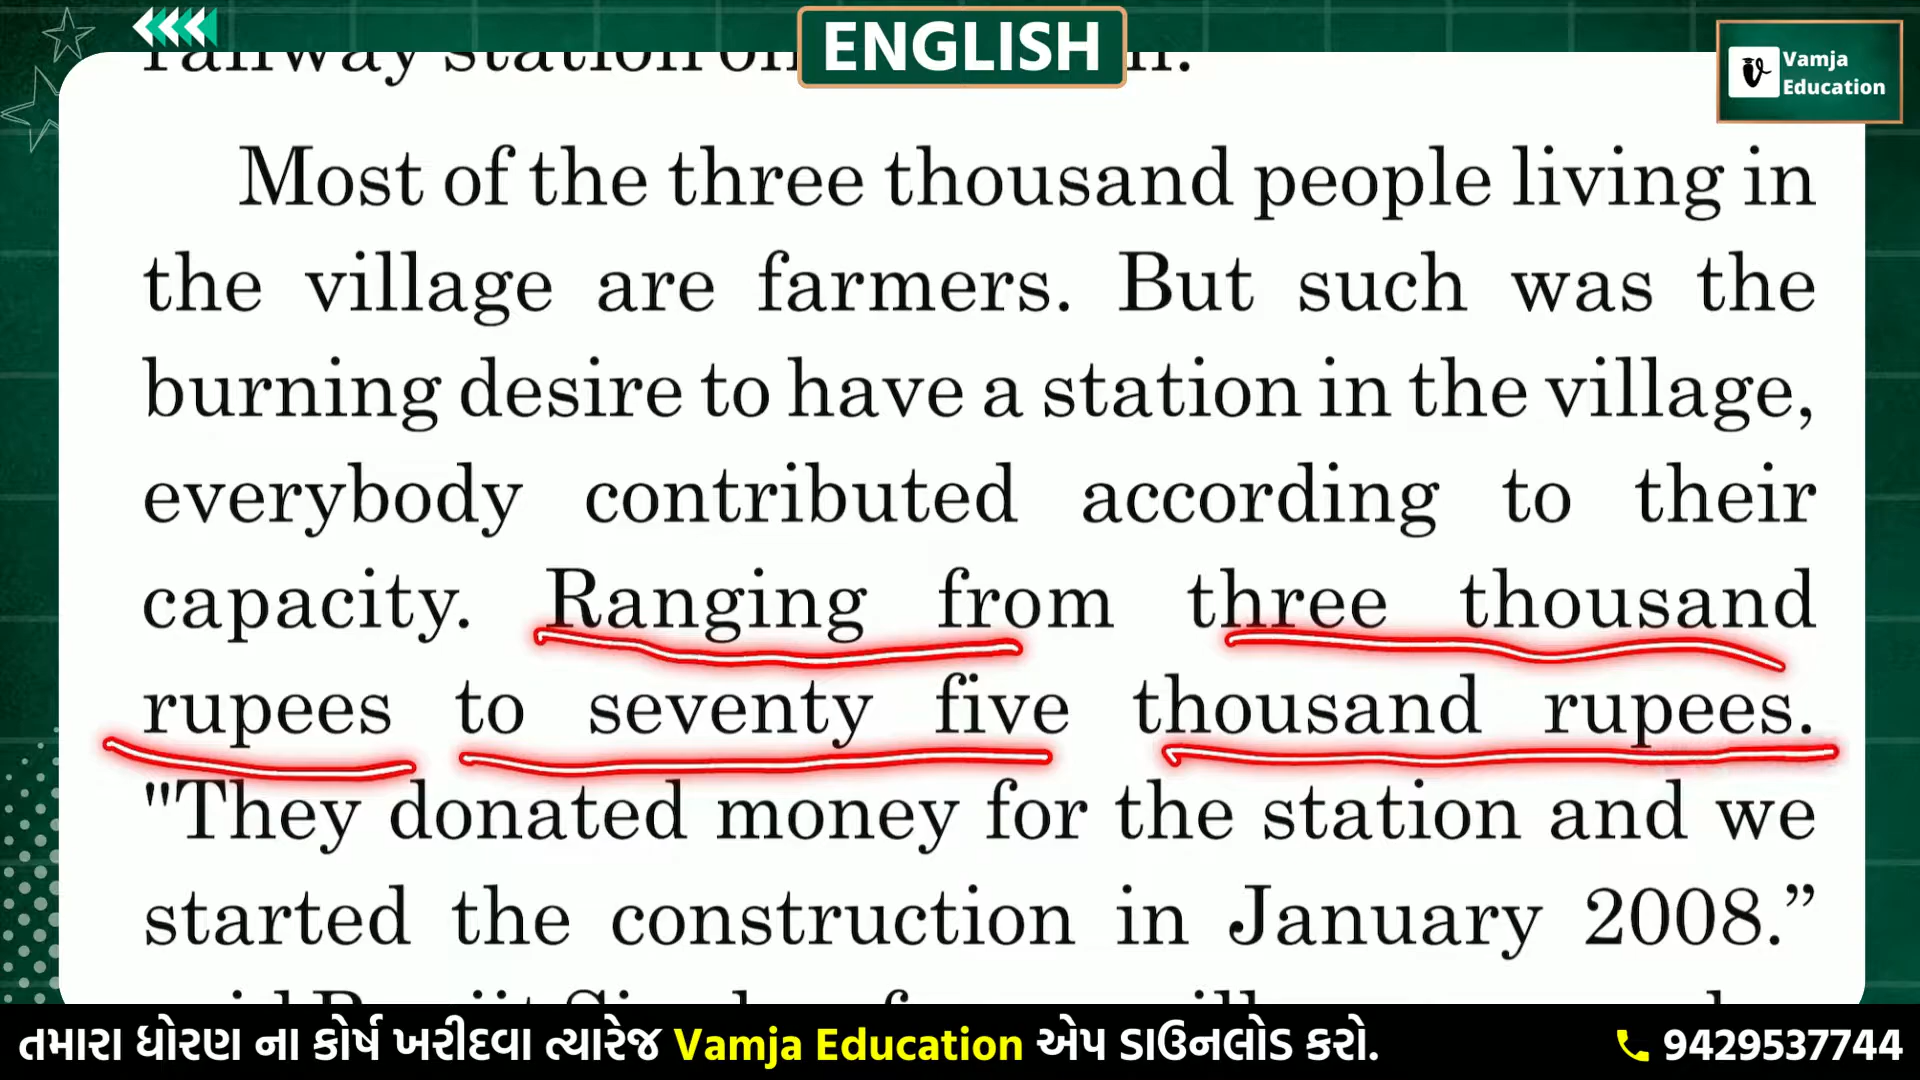 ENGLISH
Vamja
Education
railway station on
Most of the three thousand people living in
the village are farmers. But such was the
burning desire to have a station in the village,
everybody contributed according to their
capacity. Ranging from three thousand
rupees to seventy five thousand rupees.
"They donated money for the station and we
started the construction in January 2008.”
તમારા ધોરણ ના કોર્ષ ખરીદવા ત્યારેજ Vamja Education એપ ડાઉનલોડ કરો.
9429537744